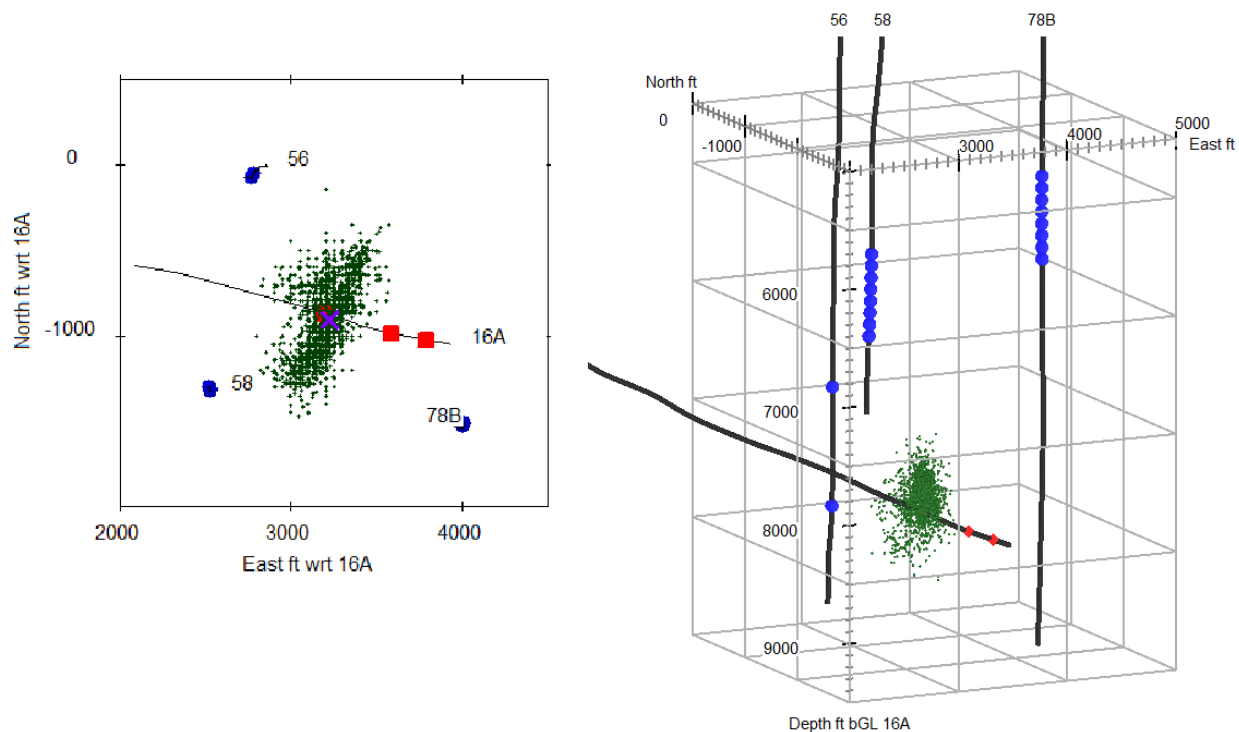 56
0
58
-1000
16A
78B
2000
3000
4000
North ft wrt 16A
East ft wrt 16A
56
58
78B
North ft
0
-1000
3000
4000
5000
East ft
6000
7000
8000
9000
Depth ft bGL 16A